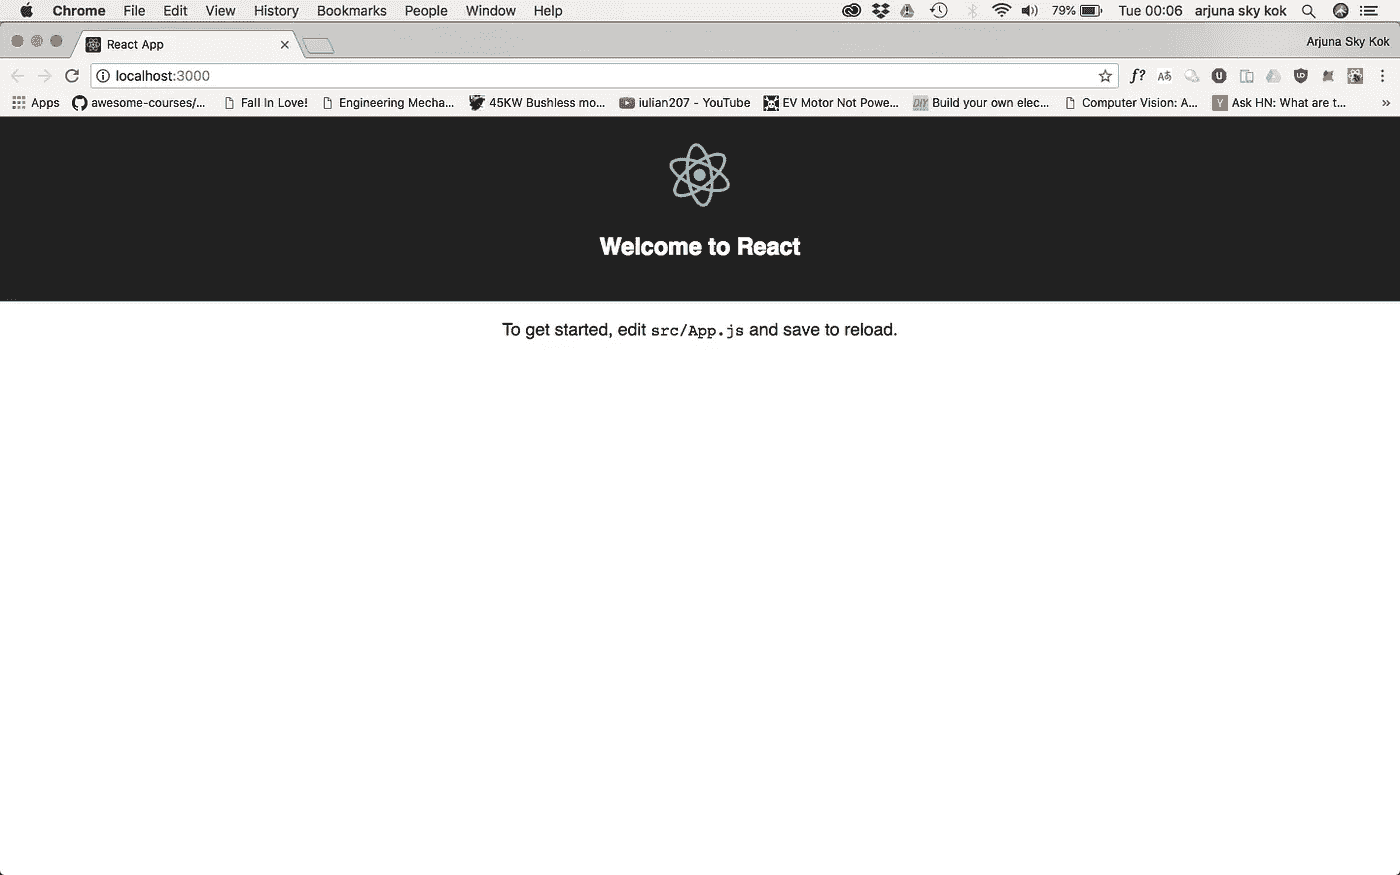 Chrome File Edit View History Bookmarks People Window Help 79% Tue 00:06 arjuna sky kok
React App Arjuna Sky Kok
localhost:3000 f? Aあ
Apps awesome-courses/... Fall In Love! Engineering Mecha... 45KW Bushless mo... iulian207 - YouTube EV Motor Not Powe... DIY Build your own elec... Computer Vision: A... Y Ask HN: What are t... »
Welcome to React
To get started, edit src/App.js and save to reload.